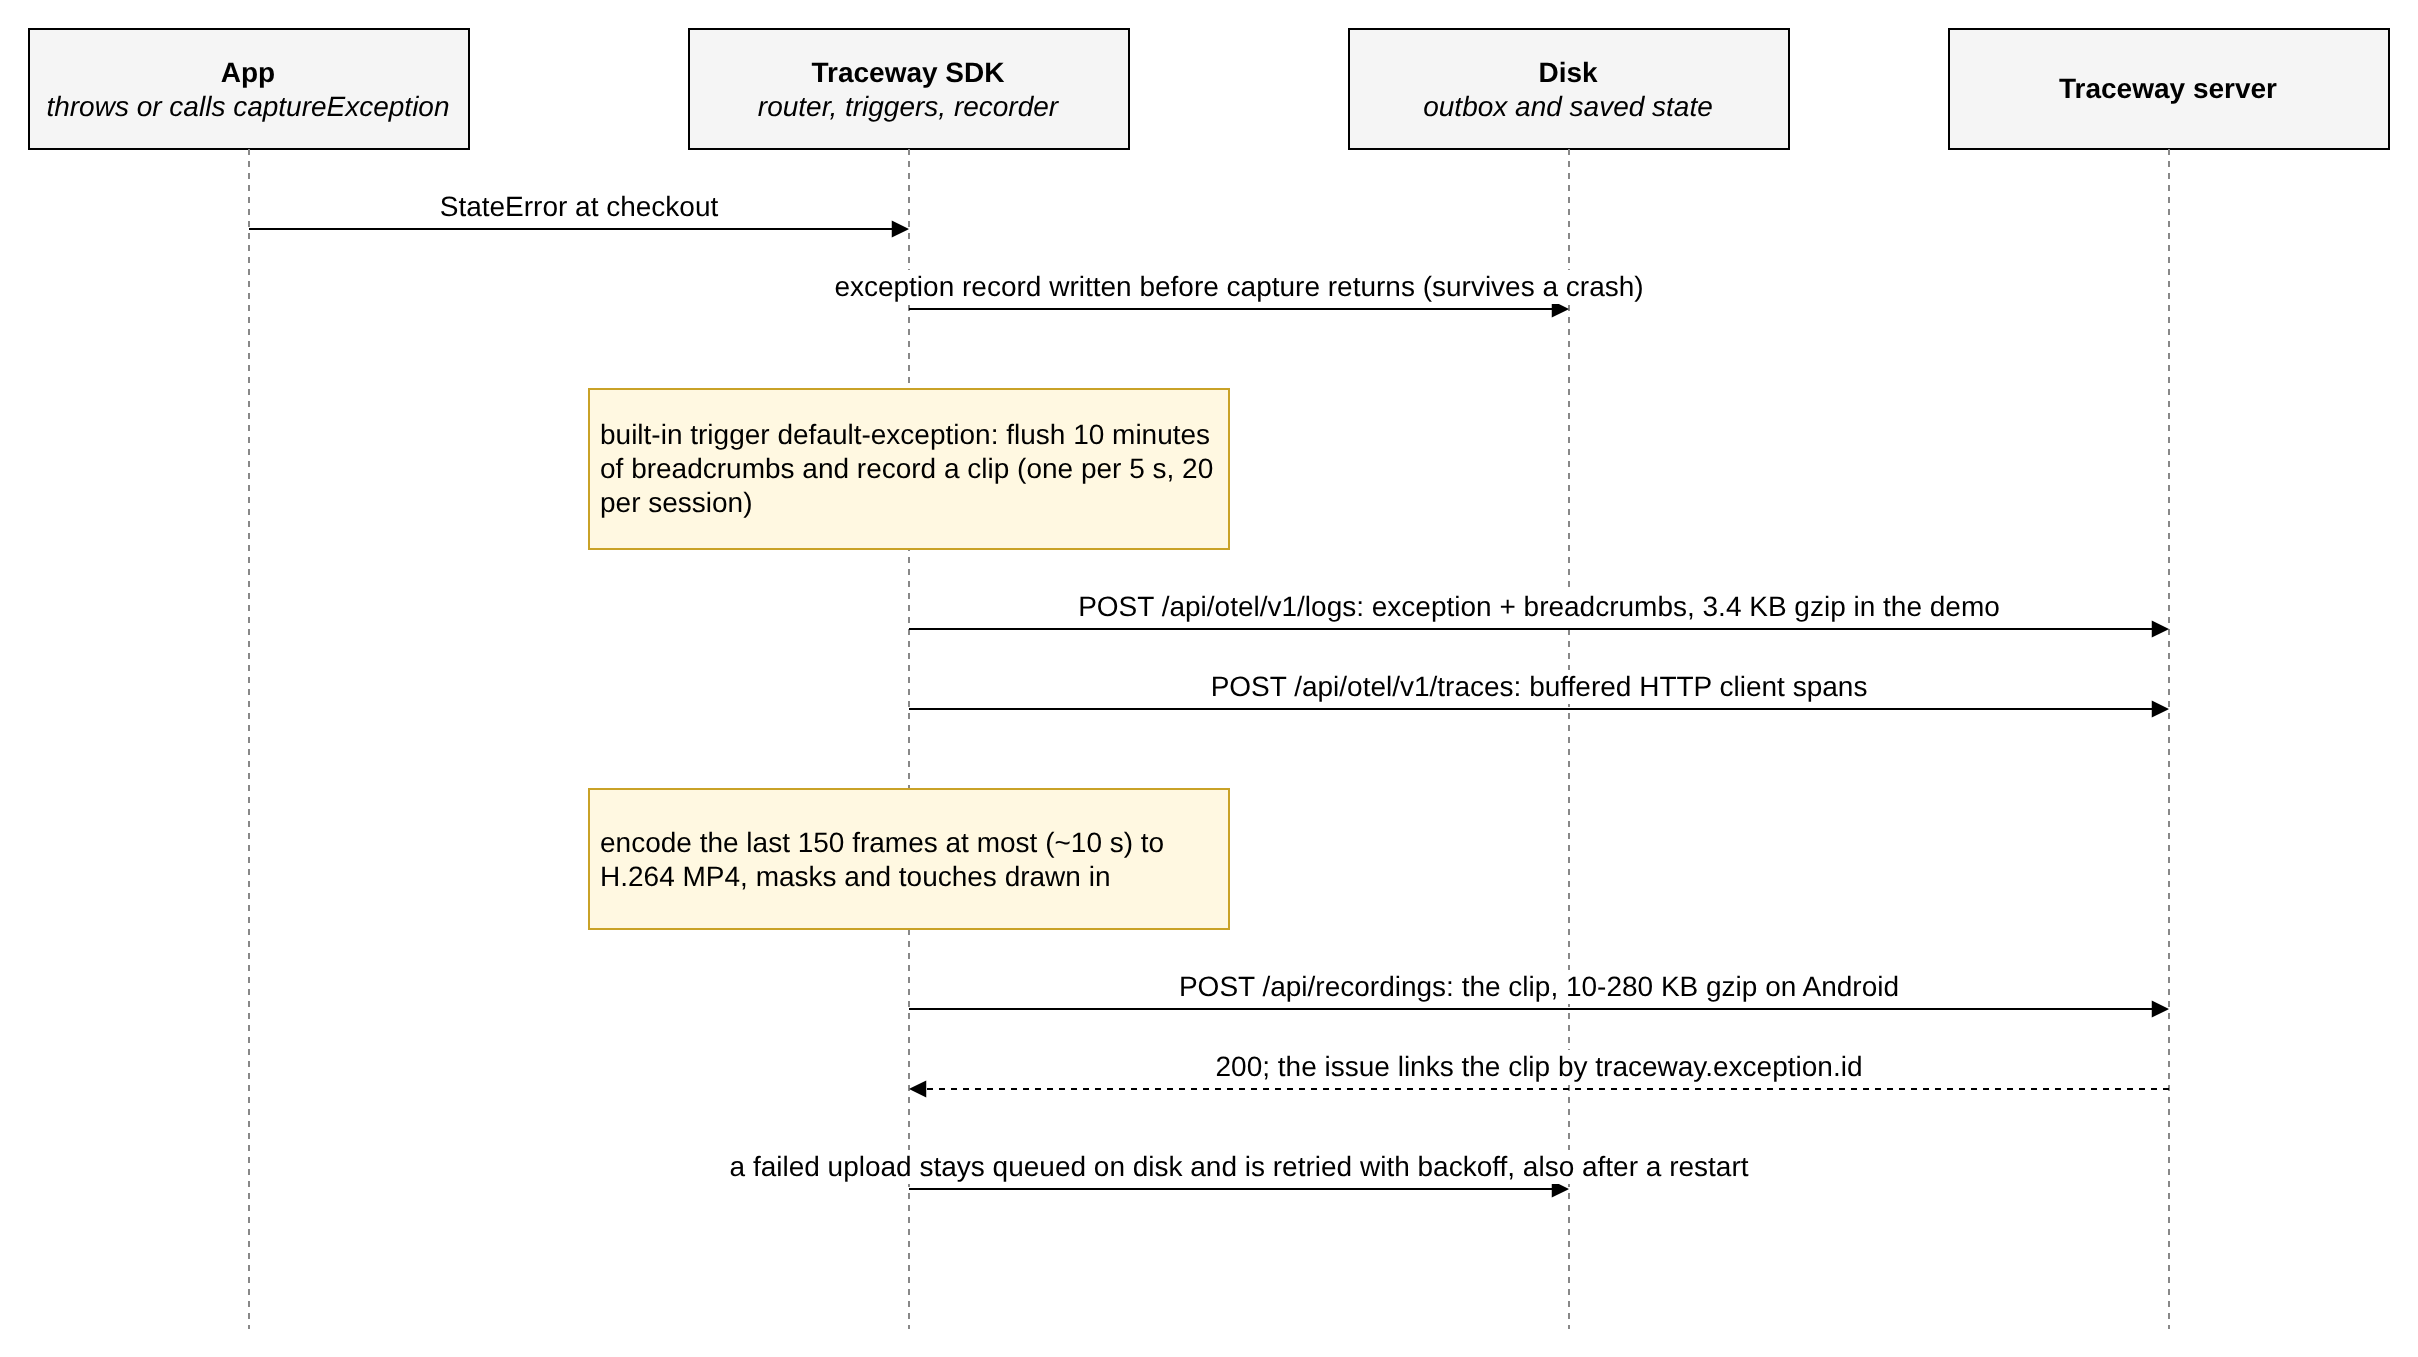 App
throws or calls captureException
Traceway SDK
router, triggers, recorder
Disk
outbox and saved state
Traceway server
StateError at checkout
exception record written before capture returns (survives a crash)
built-in trigger default-exception: flush 10 minutes
of breadcrumbs and record a clip (one per 5 s, 20
per session)
POST /api/otel/v1/logs: exception + breadcrumbs, 3.4 KB gzip in the demo
POST /api/otel/v1/traces: buffered HTTP client spans
encode the last 150 frames at most (~10 s) to
H.264 MP4, masks and touches drawn in
POST /api/recordings: the clip, 10-280 KB gzip on Android
200; the issue links the clip by traceway.exception.id
a failed upload stays queued on disk and is retried with backoff, also after a restart